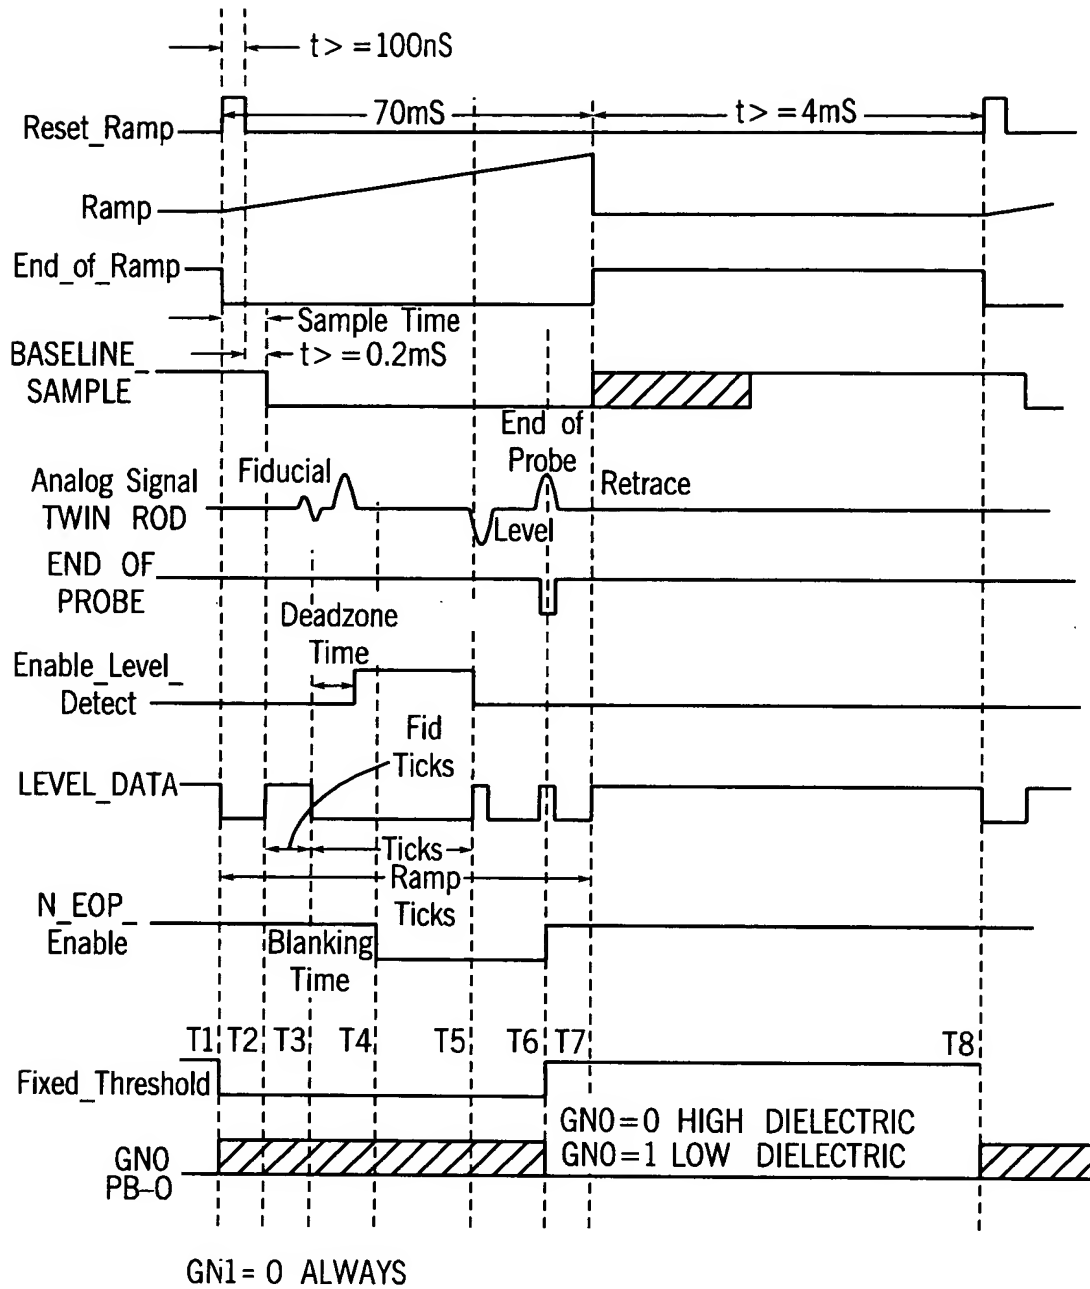 t> =100nS
70mS
t> =4mS
Reset_Ramp
Ramp
End_of_Ramp
Sample Time
t> =0.2mS
BASELINE_
SAMPLE
End of
Probe
Fiducial
Analog Signal
TWIN ROD
Retrace
Level
END OF
PROBE
Deadzone
Time
Enable_Level_
Detect
Fid
Ticks
LEVEL_DATA
Ticks
Ramp
Ticks
N_EOP_
Enable
Blanking
Time
T1 T2 T3 T4 T5 T6 T7 T8
Fixed_Threshold
GN0=0 HIGH DIELECTRIC
GN0=1 LOW DIELECTRIC
GN0
PB-0
GN1= 0 ALWAYS